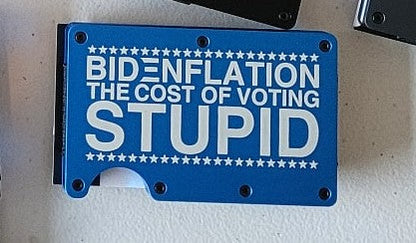 BIDENFLATION
THE COST OF VOTING
STUPID